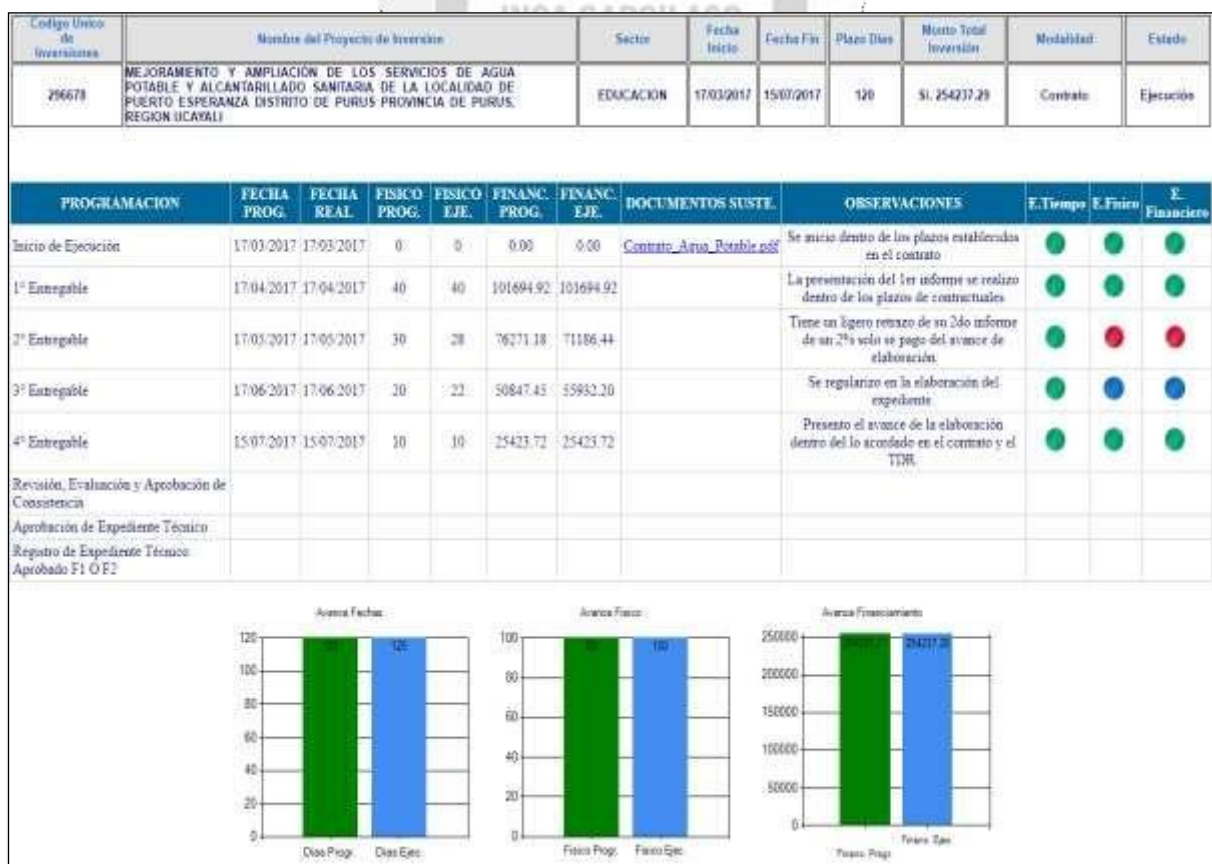 INCA GARCILASO
Codigo Unico de Inversiones Nombre del Proyecto de Inversion Sector Fecha Inicio Fecha Fin Plazo Dias Monto Total Inversión Modalidad Estado
296678 MEJORAMIENTO Y AMPLIACIÓN DE LOS SERVICIOS DE AGUA
POTABLE Y ALCANTARILLADO SANITARIA DE LA LOCALIDAD DE
PUERTO ESPERANZA DISTRITO DE PURUS PROVINCIA DE PURUS,
REGION UCAYALI
EDUCACION 17/03/2017 15/07/2017 120 S/. 254237.29 Contrato Ejecución
PROGRAMACION FECHA PROG. FECHA REAL FISICO PROG. FISICO EJE. FINANC. PROG. FINANC. EJE. DOCUMENTOS SUSTE. OBSERVACIONES E.Tiempo E.Fisico E. Financiero
Inicio de Ejecución 17/03/2017 17/03/2017 0 0 0.00 0.00 Contrato_Agua_Potable.pdf Se inicio dentro de los plazos establecidos
en el contrato
1° Entregable 17/04/2017 17/04/2017 40 40 101694.92 101694.92 La presentación del 1er informe se realizo
dentro de los plazos de contractuales
2° Entregable 17/05/2017 17/05/2017 30 28 76271.18 71186.44 Tiene un ligero retrazo de su 2do informe
de un 2% solo se pago del avance de
elaboración
3° Entregable 17/06/2017 17/06/2017 20 22 50847.45 55932.20 Se regularizo en la elaboración del
expediente
4° Entregable 15/07/2017 15/07/2017 10 10 25423.72 25423.72 Presento el avance de la elaboración
dentro del lo acordado en el contrato y el
TDR
Revisión, Evaluación y Aprobación de
Consistencia
Aprobación de Expediente Técnico
Registro de Expediente Técnico
Aprobado F1 O F2
Avance Fechas
120
100
80
60
40
20
0
Dias Progr. Dias Ejec.
Avance Fisico
100
80
60
40
20
0
100
Fisico Progr. Fisico Ejec.
Avance Financiamiento
250000
200000
150000
100000
50000
0
Financ. Progr. Financ. Ejec.